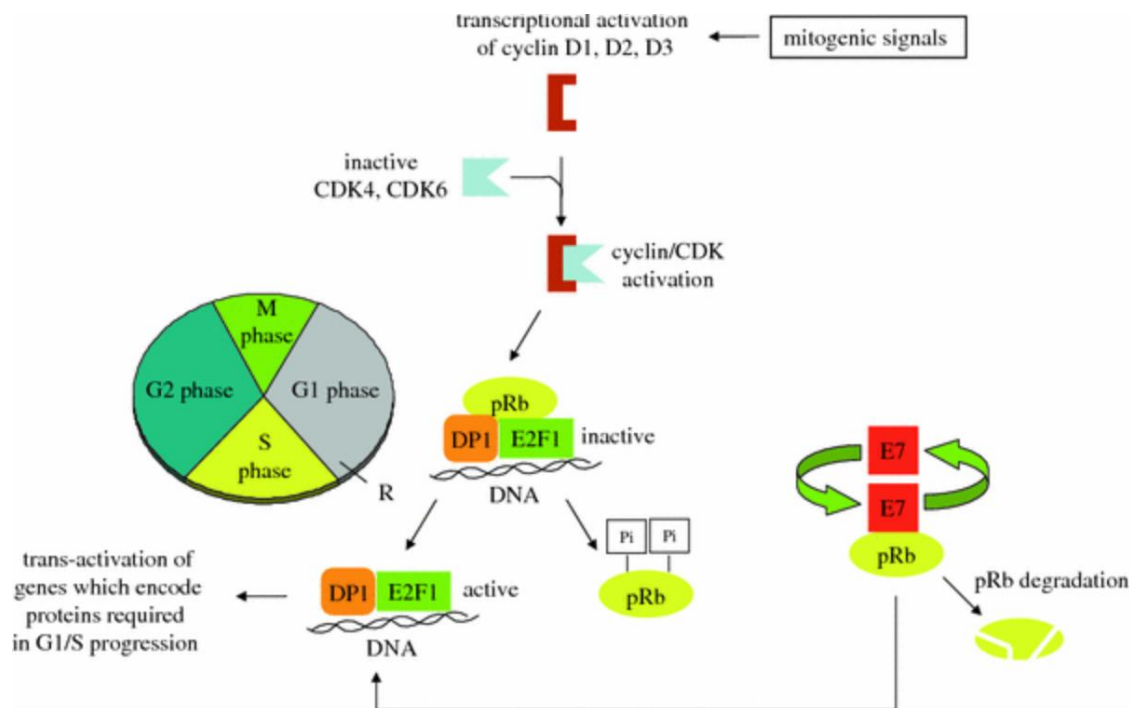 transcriptional activation
of cyclin D1, D2, D3
mitogenic signals
inactive
CDK4, CDK6
cyclin/CDK
activation
M
phase
G2 phase
G1 phase
S
phase
R
pRb
DP1
E2F1
inactive
DNA
E7
E7
pRb
pRb degradation
Pi
Pi
pRb
trans-activation of
genes which encode
proteins required
in G1/S progression
DP1
E2F1
active
DNA